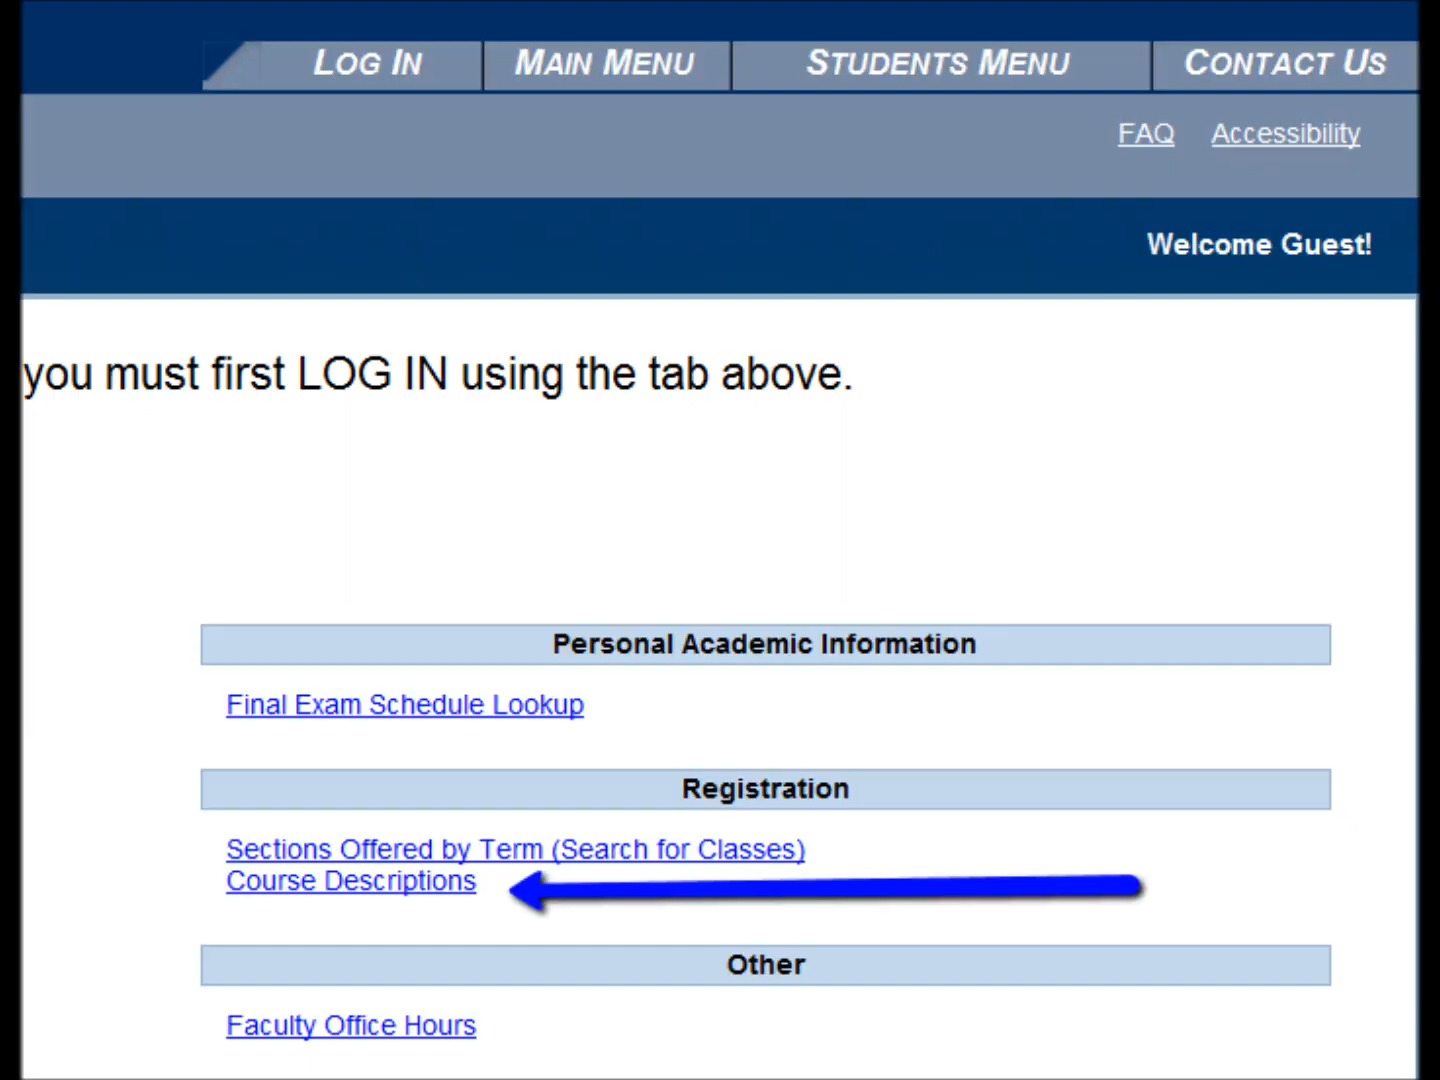 LOG IN MAIN MENU STUDENTS MENU CONTACT US
FAQ Accessibility
Welcome Guest!
you must first LOG IN using the tab above.
Personal Academic Information
Final Exam Schedule Lookup
Registration
Sections Offered by Term (Search for Classes)
Course Descriptions
Other
Faculty Office Hours